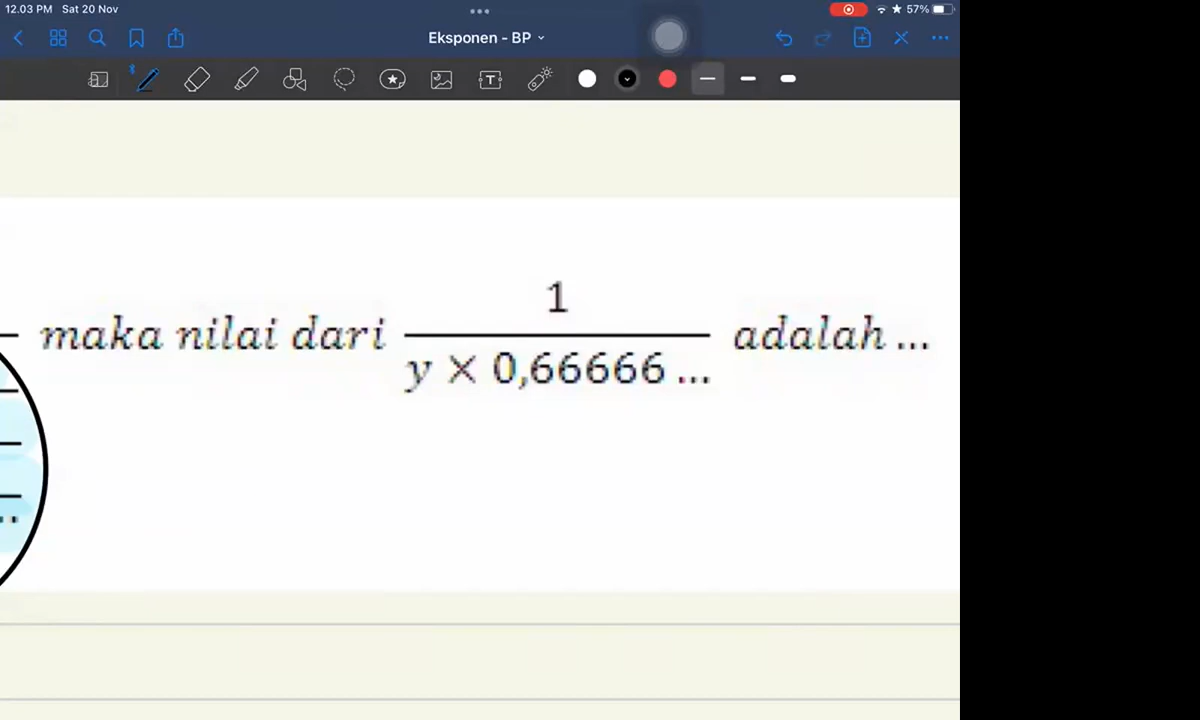 12.03 PM Sat 20 Nov
57%
Eksponen - BP
T
maka nilai dari 1 / y × 0,66666 ... adalah ...
...